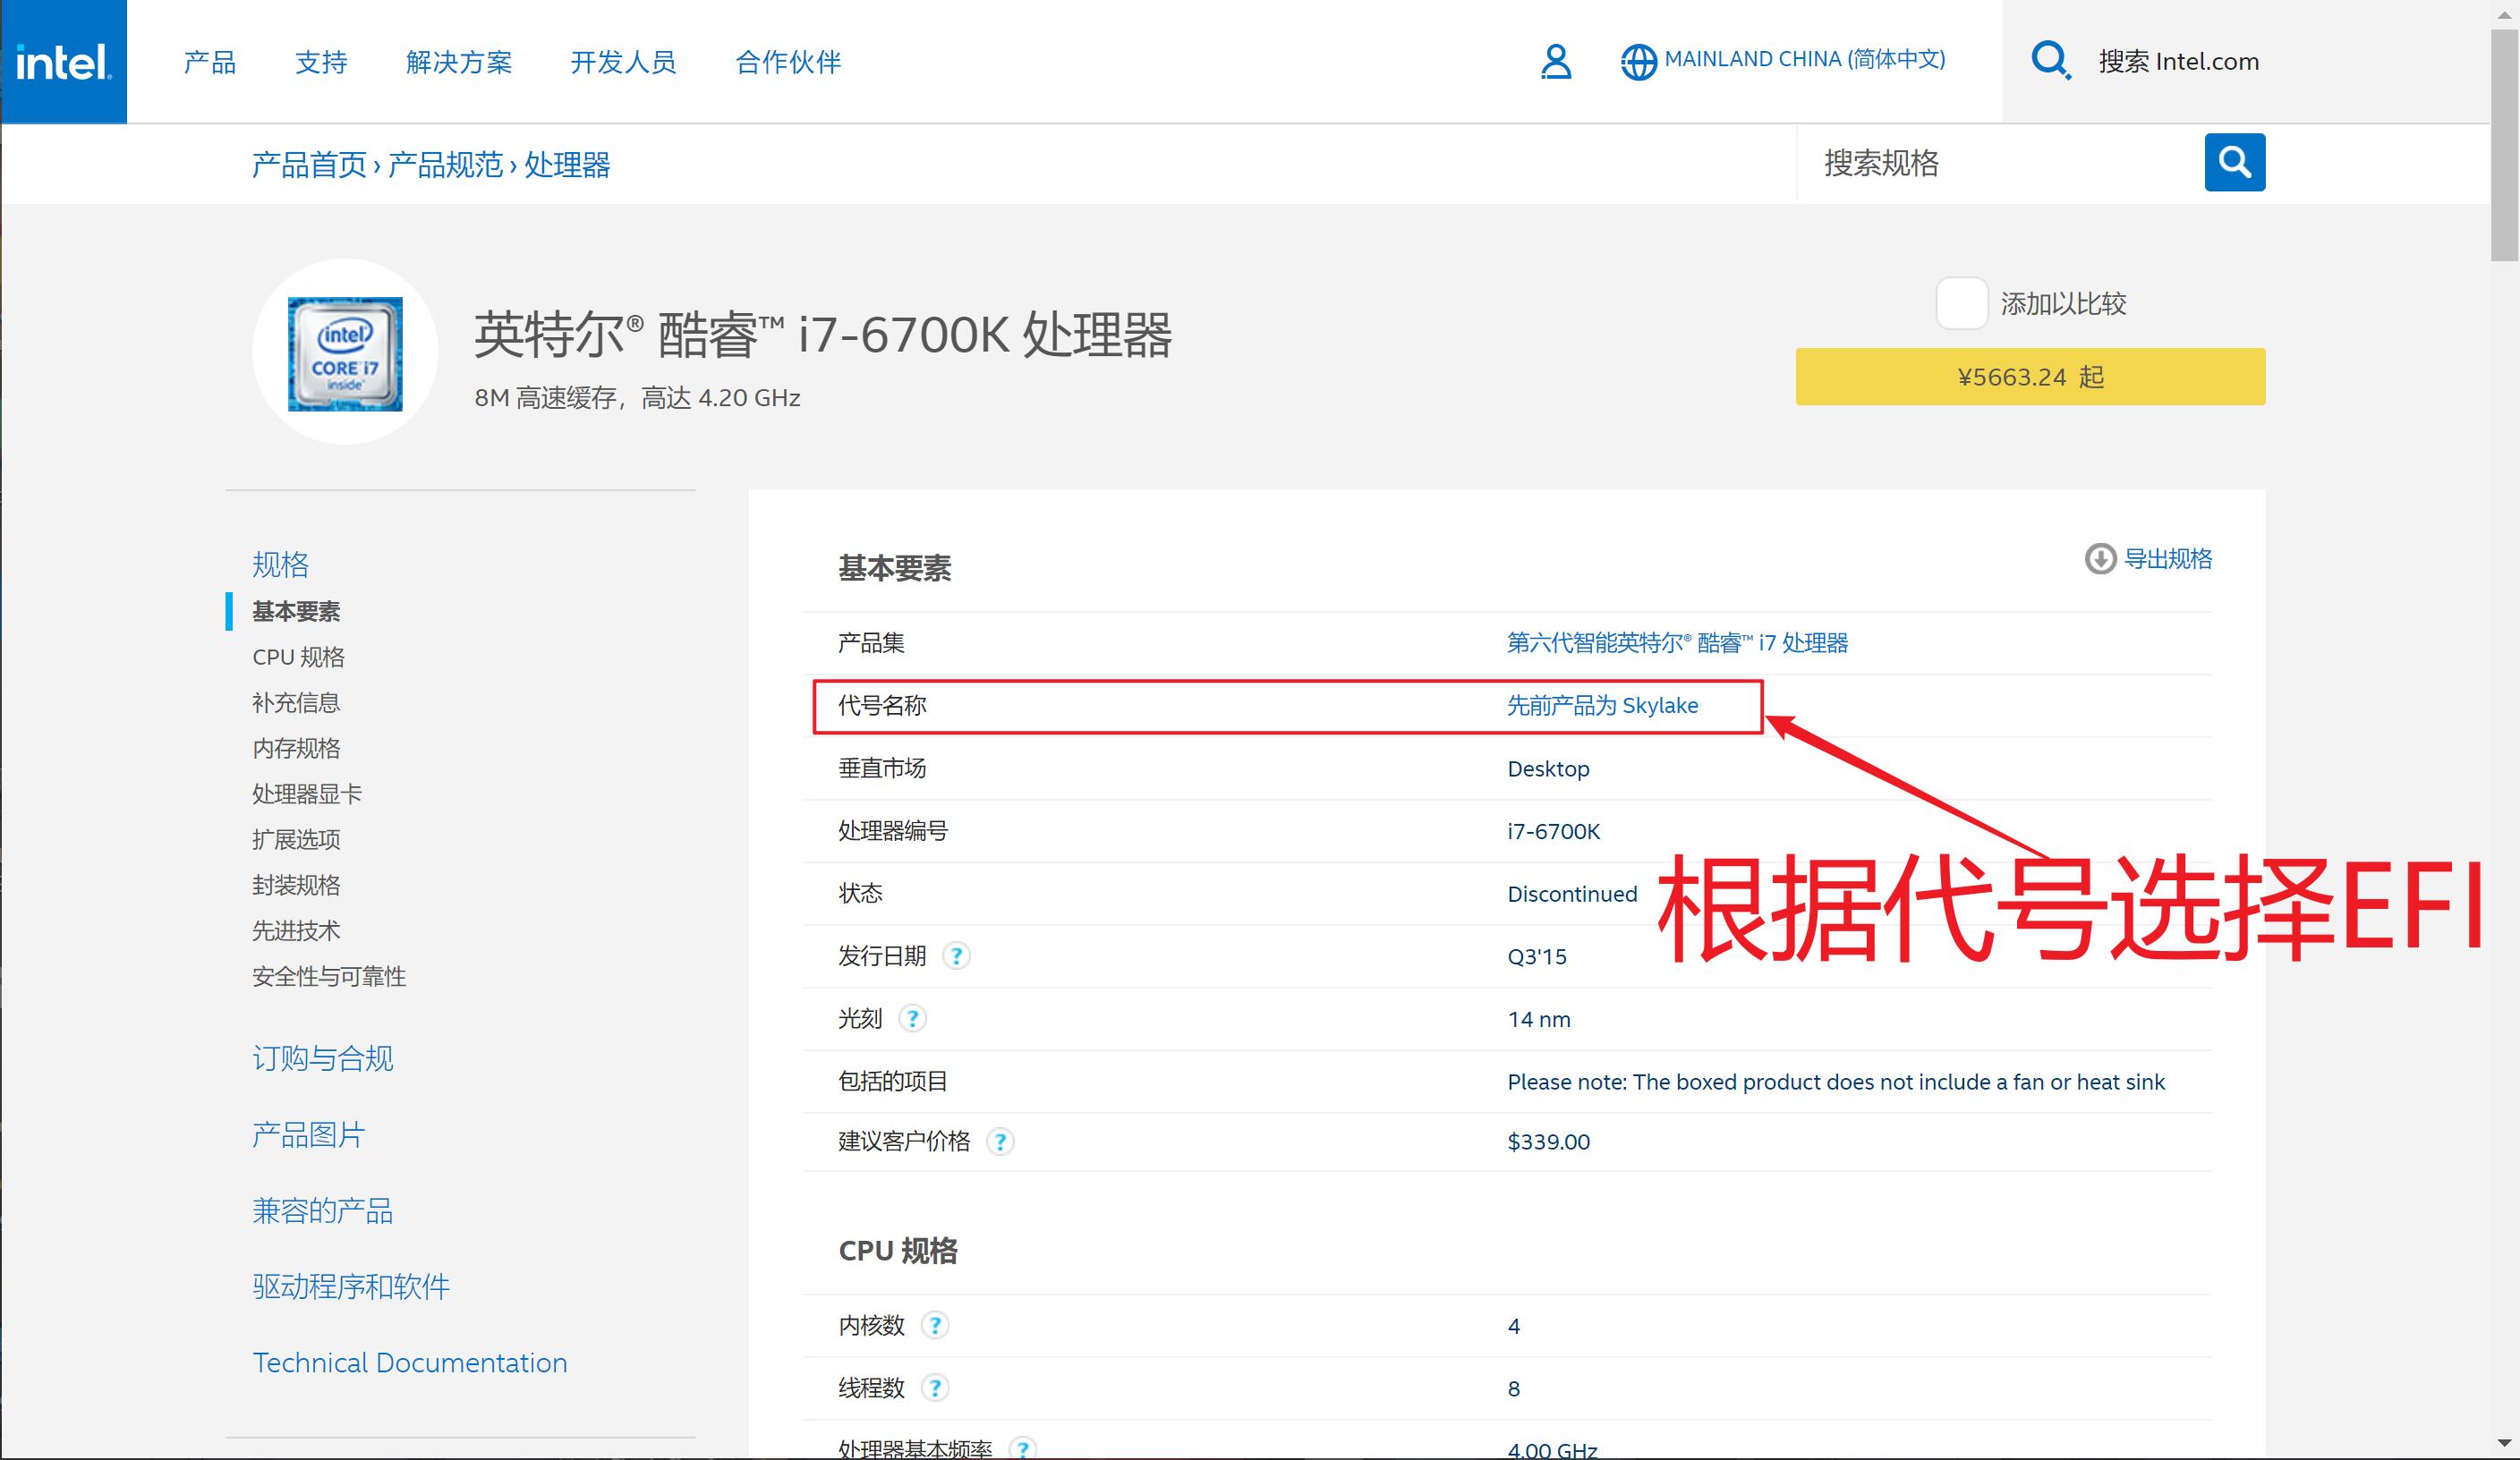 intel.
产品 支持 解决方案 开发人员 合作伙伴 MAINLAND CHINA (简体中文) 搜索 Intel.com
产品首页 › 产品规范 › 处理器 搜索规格
intel CORE i7 inside
英特尔® 酷睿™ i7-6700K 处理器
8M 高速缓存，高达 4.20 GHz
添加以比较
¥5663.24 起
规格
基本要素
CPU 规格
补充信息
内存规格
处理器显卡
扩展选项
封装规格
先进技术
安全性与可靠性
订购与合规
产品图片
兼容的产品
驱动程序和软件
Technical Documentation
基本要素 导出规格
产品集 第六代智能英特尔® 酷睿™ i7 处理器
代号名称 先前产品为 Skylake
垂直市场 Desktop
处理器编号 i7-6700K
状态 Discontinued
根据代号选择EFI
发行日期 ? Q3'15
光刻 ? 14 nm
包括的项目 Please note: The boxed product does not include a fan or heat sink
建议客户价格 ? $339.00
CPU 规格
内核数 ? 4
线程数 ? 8
处理器基本频率 ? 4.00 GHz